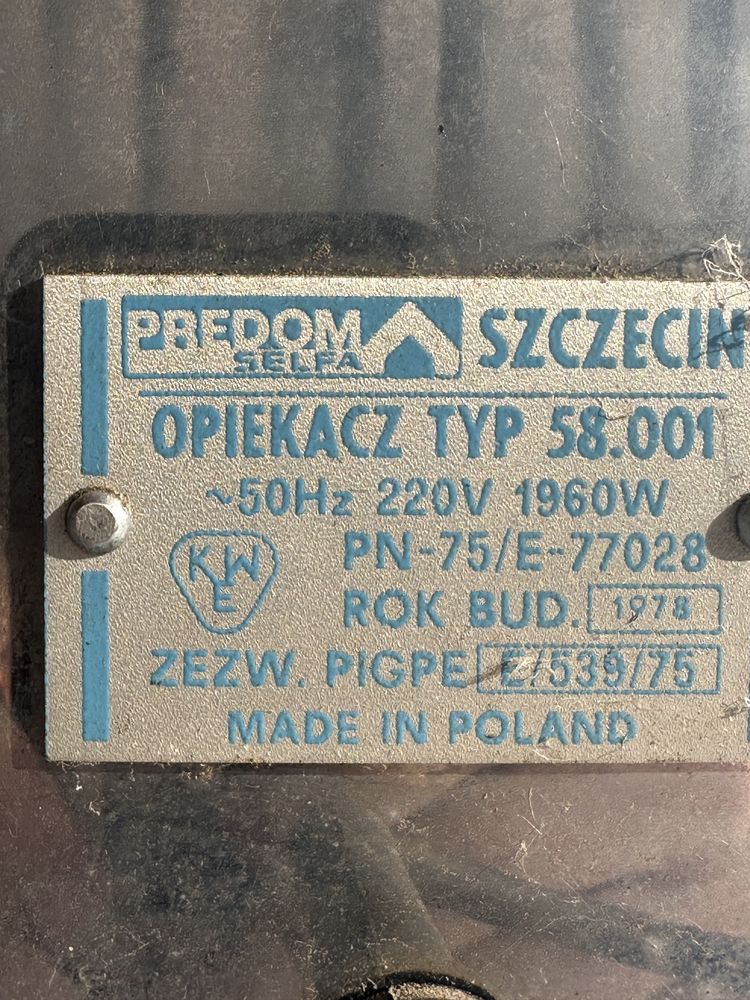 PREDOM SELFA SZCZECIN
OPIEKACZ TYP 58.001
~50Hz 220V 1960W
KWE PN-75/E-77028
ROK BUD. 1978
ZEZW. PIGPE Z/539/75
MADE IN POLAND